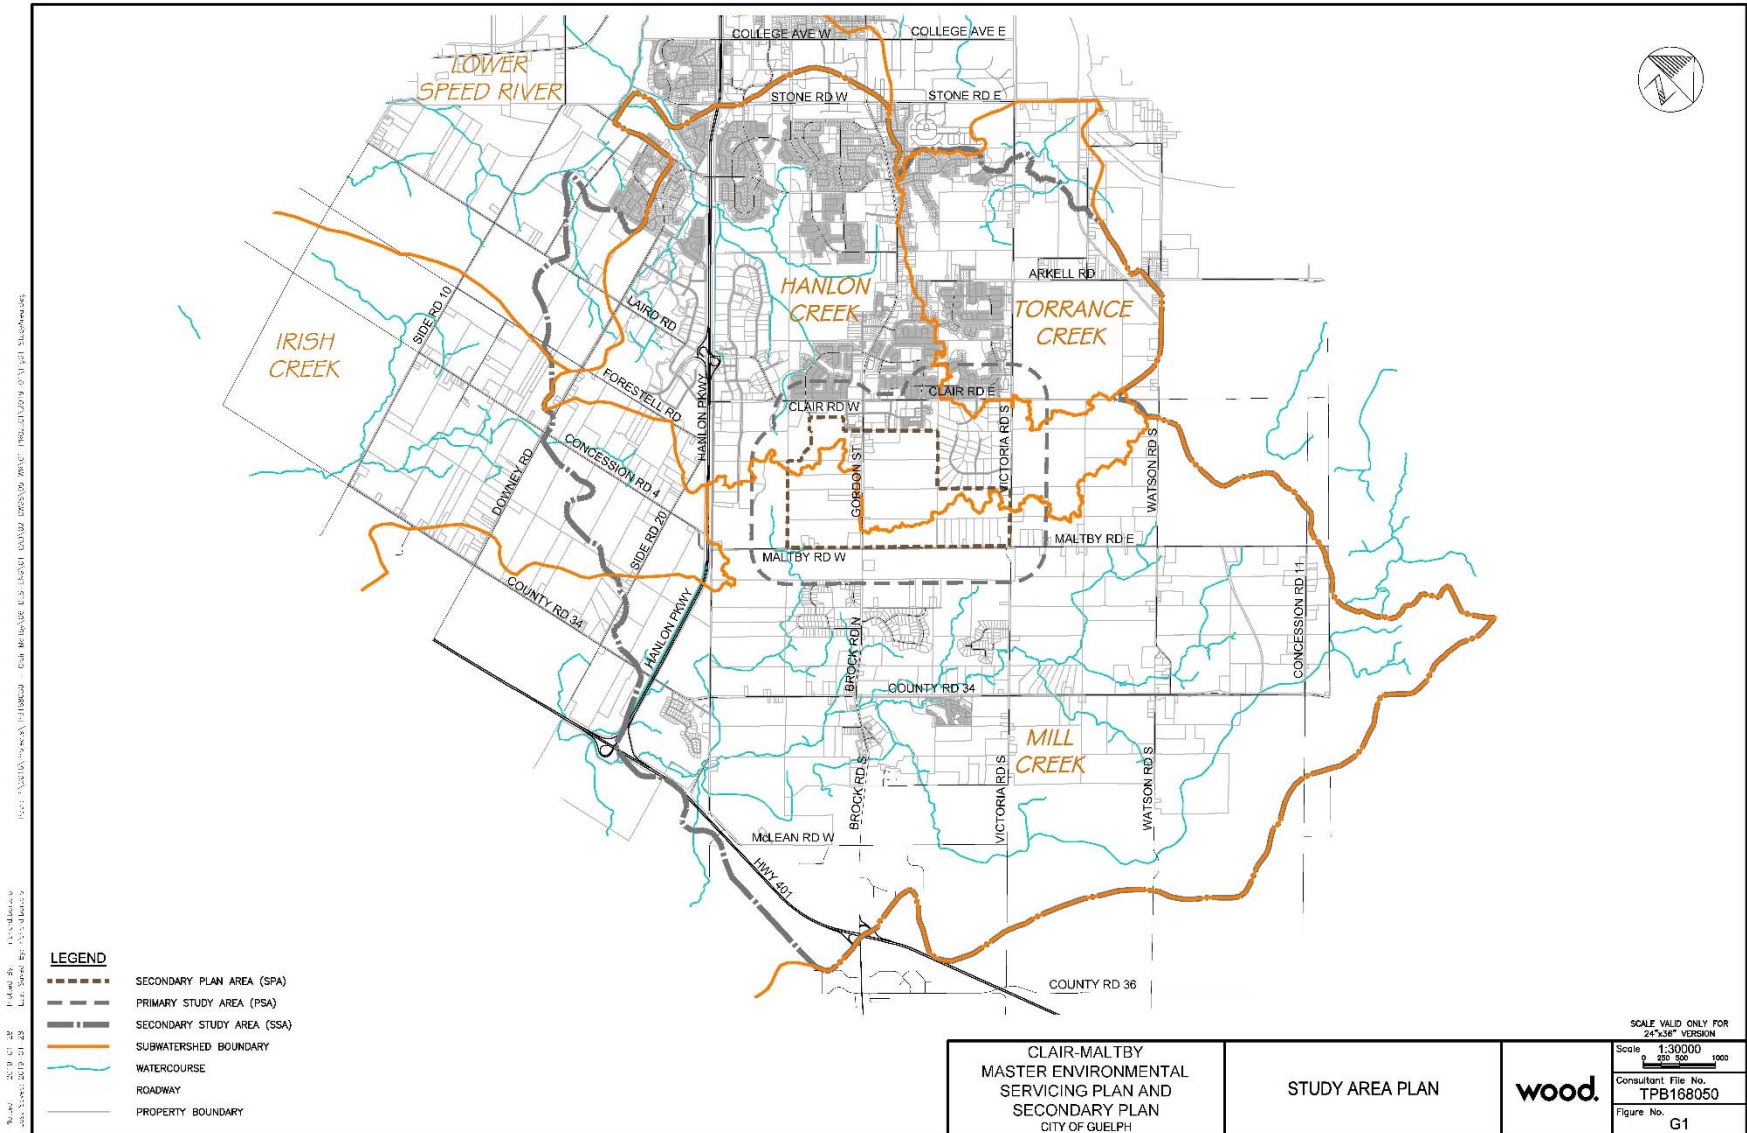 COLLEGE AVE W
COLLEGE AVE E
LOWER
SPEED RIVER
STONE RD W
STONE RD E
ARKELL RD
HANLON
CREEK
TORRANCE
CREEK
SIDE RD 10
LAIRD RD
IRISH
CREEK
FORESTELL RD
HANLON PKWY
CLAIR RD W
CLAIR RD E
VICTORIA RD S
WATSON RD S
GORDON ST
CONCESSION RD 4
DOWNEY RD
SIDE RD 20
MALTBY RD W
MALTBY RD E
COUNTY RD 34
HANLON PKWY
BROCK RD N
CONCESSION RD 11
COUNTY RD 34
MILL
CREEK
BROCK RD S
VICTORIA RD S
WATSON RD S
McLEAN RD W
HWY 401
COUNTY RD 36
LEGEND
SECONDARY PLAN AREA (SPA)
PRIMARY STUDY AREA (PSA)
SECONDARY STUDY AREA (SSA)
SUBWATERSHED BOUNDARY
WATERCOURSE
ROADWAY
PROPERTY BOUNDARY
CLAIR-MALTBY
MASTER ENVIRONMENTAL
SERVICING PLAN AND
SECONDARY PLAN
CITY OF GUELPH
STUDY AREA PLAN
wood.
SCALE VALID ONLY FOR
24"x36" VERSION
Scale 1:30000
0 250 500 1000
Consultant File No.
TPB168050
Figure No.
G1